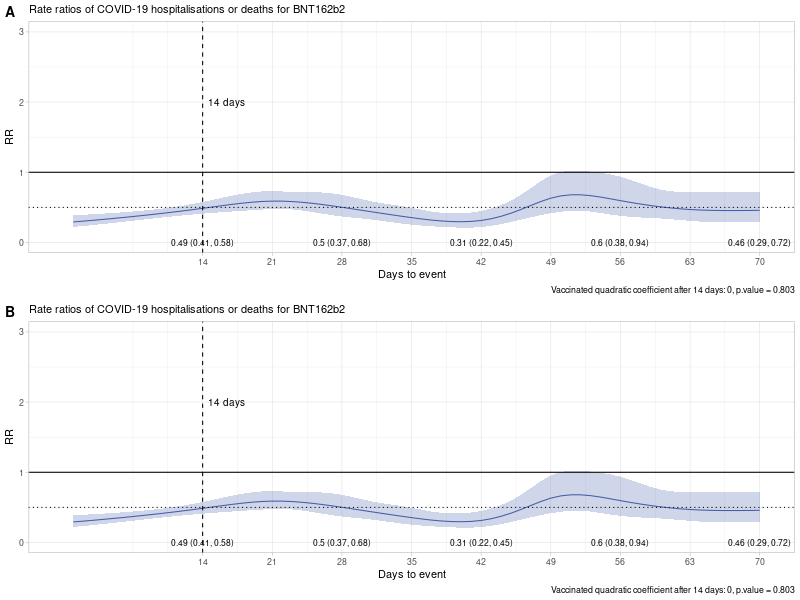 A Rate ratios of COVID-19 hospitalisations or deaths for BNT162b2
3
2
1
0
RR
14 days
0.49 (0.41, 0.58) 0.5 (0.37, 0.68) 0.31 (0.22, 0.45) 0.6 (0.38, 0.94) 0.46 (0.29, 0.72)
14 21 28 35 42 49 56 63 70
Days to event
Vaccinated quadratic coefficient after 14 days: 0, p.value = 0.803
B Rate ratios of COVID-19 hospitalisations or deaths for BNT162b2
3
2
1
0
RR
14 days
0.49 (0.41, 0.58) 0.5 (0.37, 0.68) 0.31 (0.22, 0.45) 0.6 (0.38, 0.94) 0.46 (0.29, 0.72)
14 21 28 35 42 49 56 63 70
Days to event
Vaccinated quadratic coefficient after 14 days: 0, p.value = 0.803